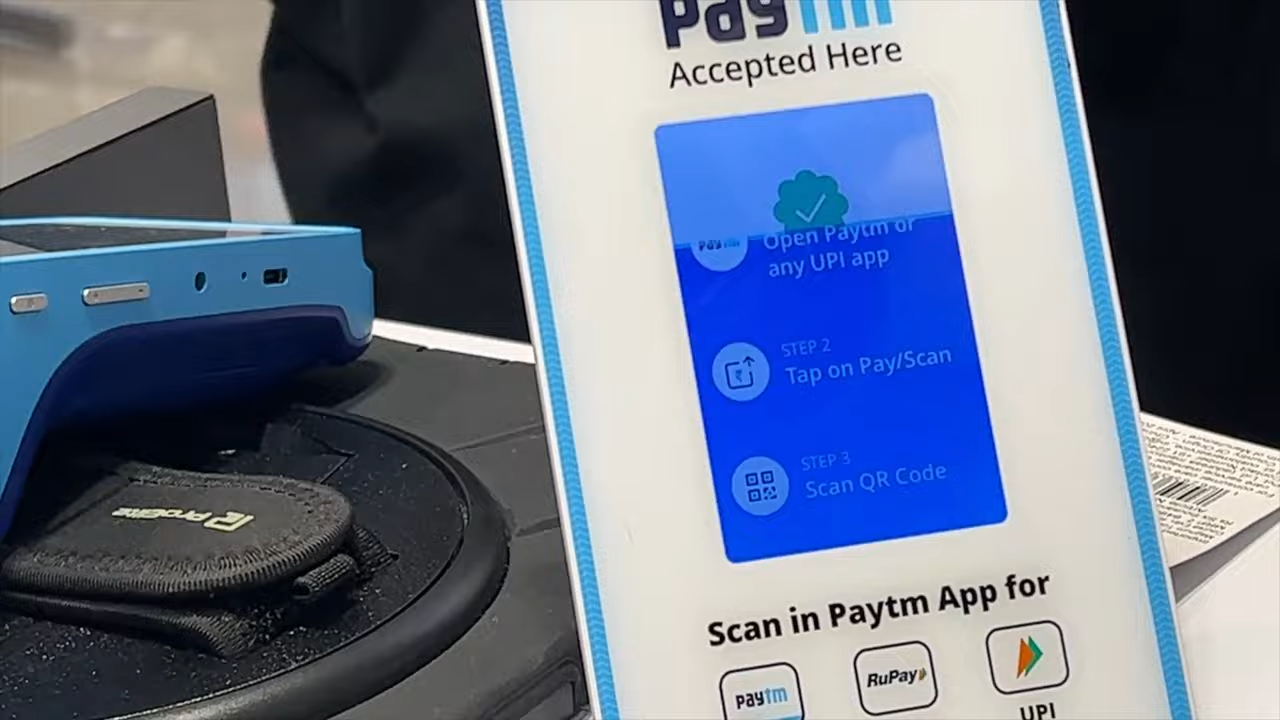 Paytm
Accepted Here
Paytm
Open Paytm or
any UPI app
STEP 2
Tap on Pay/Scan
STEP 3
Scan QR Code
Scan in Paytm App for
Paytm
RuPay
UPI